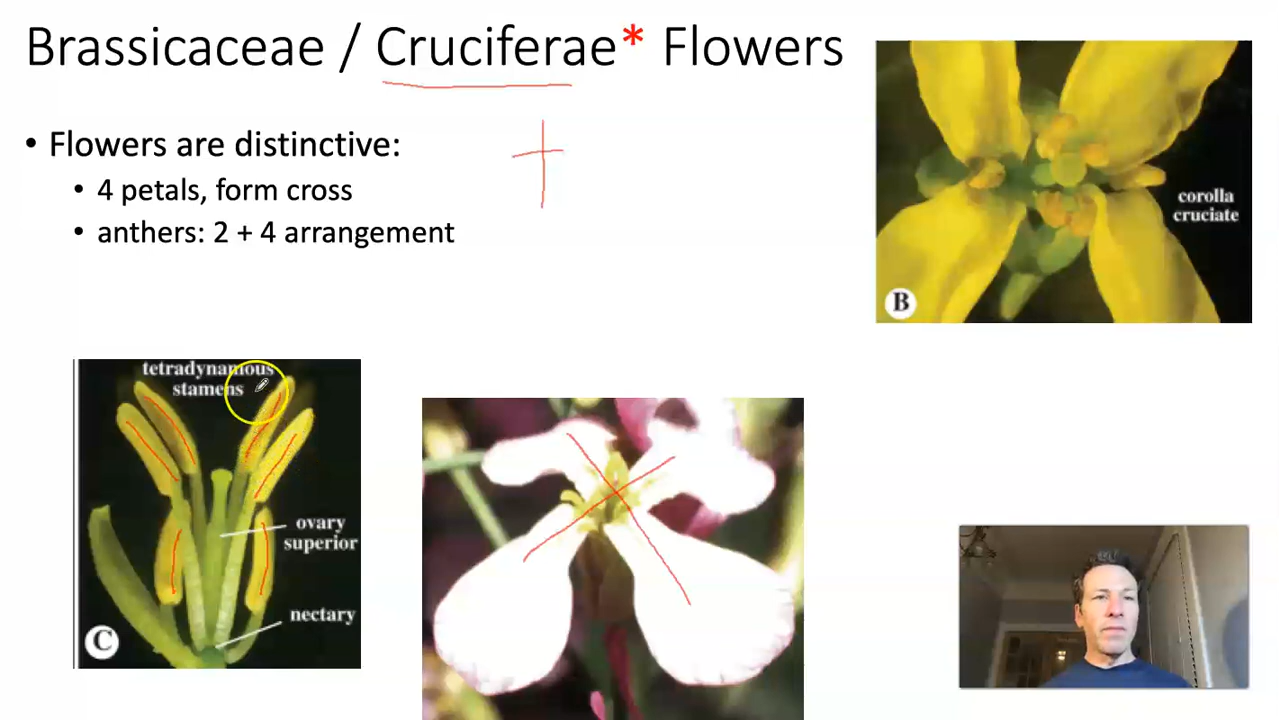 Brassicaceae / Cruciferae* Flowers
• Flowers are distinctive:
• 4 petals, form cross
• anthers: 2 + 4 arrangement
corolla
cruciate
B
tetradynamous
stamens
ovary
superior
nectary
C